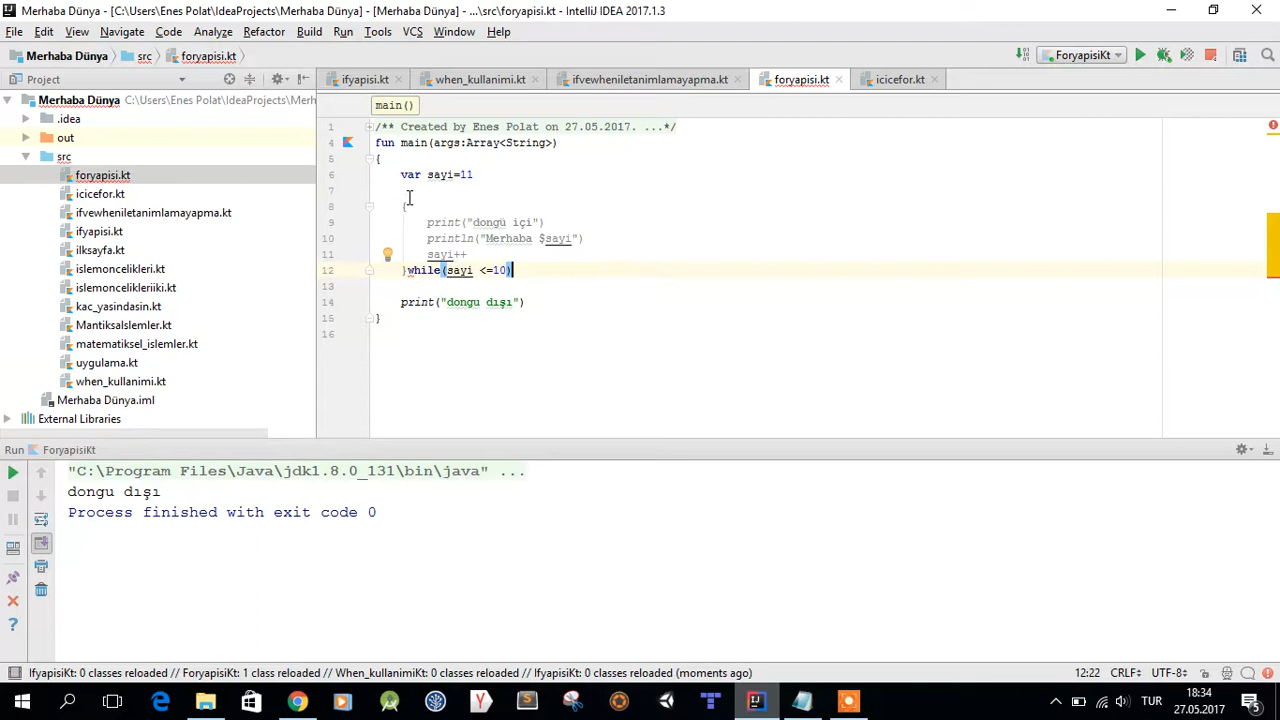 Merhaba Dünya - [C:\Users\Enes Polat\IdeaProjects\Merhaba Dünya] - [Merhaba Dünya] - ...\src\foryapisi.kt - IntelliJ IDEA 2017.1.3
File Edit View Navigate Code Analyze Refactor Build Run Tools VCS Window Help
Merhaba Dünya src foryapisi.kt ForyapisiKt
Project ifyapisi.kt when_kullanimi.kt ifvewheniletanimlamayapma.kt foryapisi.kt icicefor.kt
Merhaba Dünya C:\Users\Enes Polat\IdeaProjects\Merh
.idea
out
src
foryapisi.kt
icicefor.kt
ifvewheniletanimlamayapma.kt
ifyapisi.kt
ilksayfa.kt
islemoncelikleri.kt
islemoncelikleriiki.kt
kac_yasindasin.kt
Mantiksalslemler.kt
matematiksel_islemler.kt
uygulama.kt
when_kullanimi.kt
Merhaba Dünya.iml
External Libraries
main()
1 /** Created by Enes Polat on 27.05.2017. ...*/
4 fun main(args:Array<String>)
5 {
6 var sayi=11
7
8 {
9 print("dongü içi")
10 println("Merhaba $sayi")
11 sayi++
12 }while(sayi <=10)
13
14 print("dongu dışı")
15 }
16
Run ForyapisiKt
"C:\Program Files\Java\jdk1.8.0_131\bin\java" ...
dongu dışı
Process finished with exit code 0
IfyapisiKt: 0 classes reloaded // ForyapisiKt: 1 class reloaded // When_kullanimiKt: 0 classes reloaded // IfyapisiKt: 0 classes reloaded (moments ago) 12:22 CRLF÷ UTF-8÷
TUR 18:34
27.05.2017 5